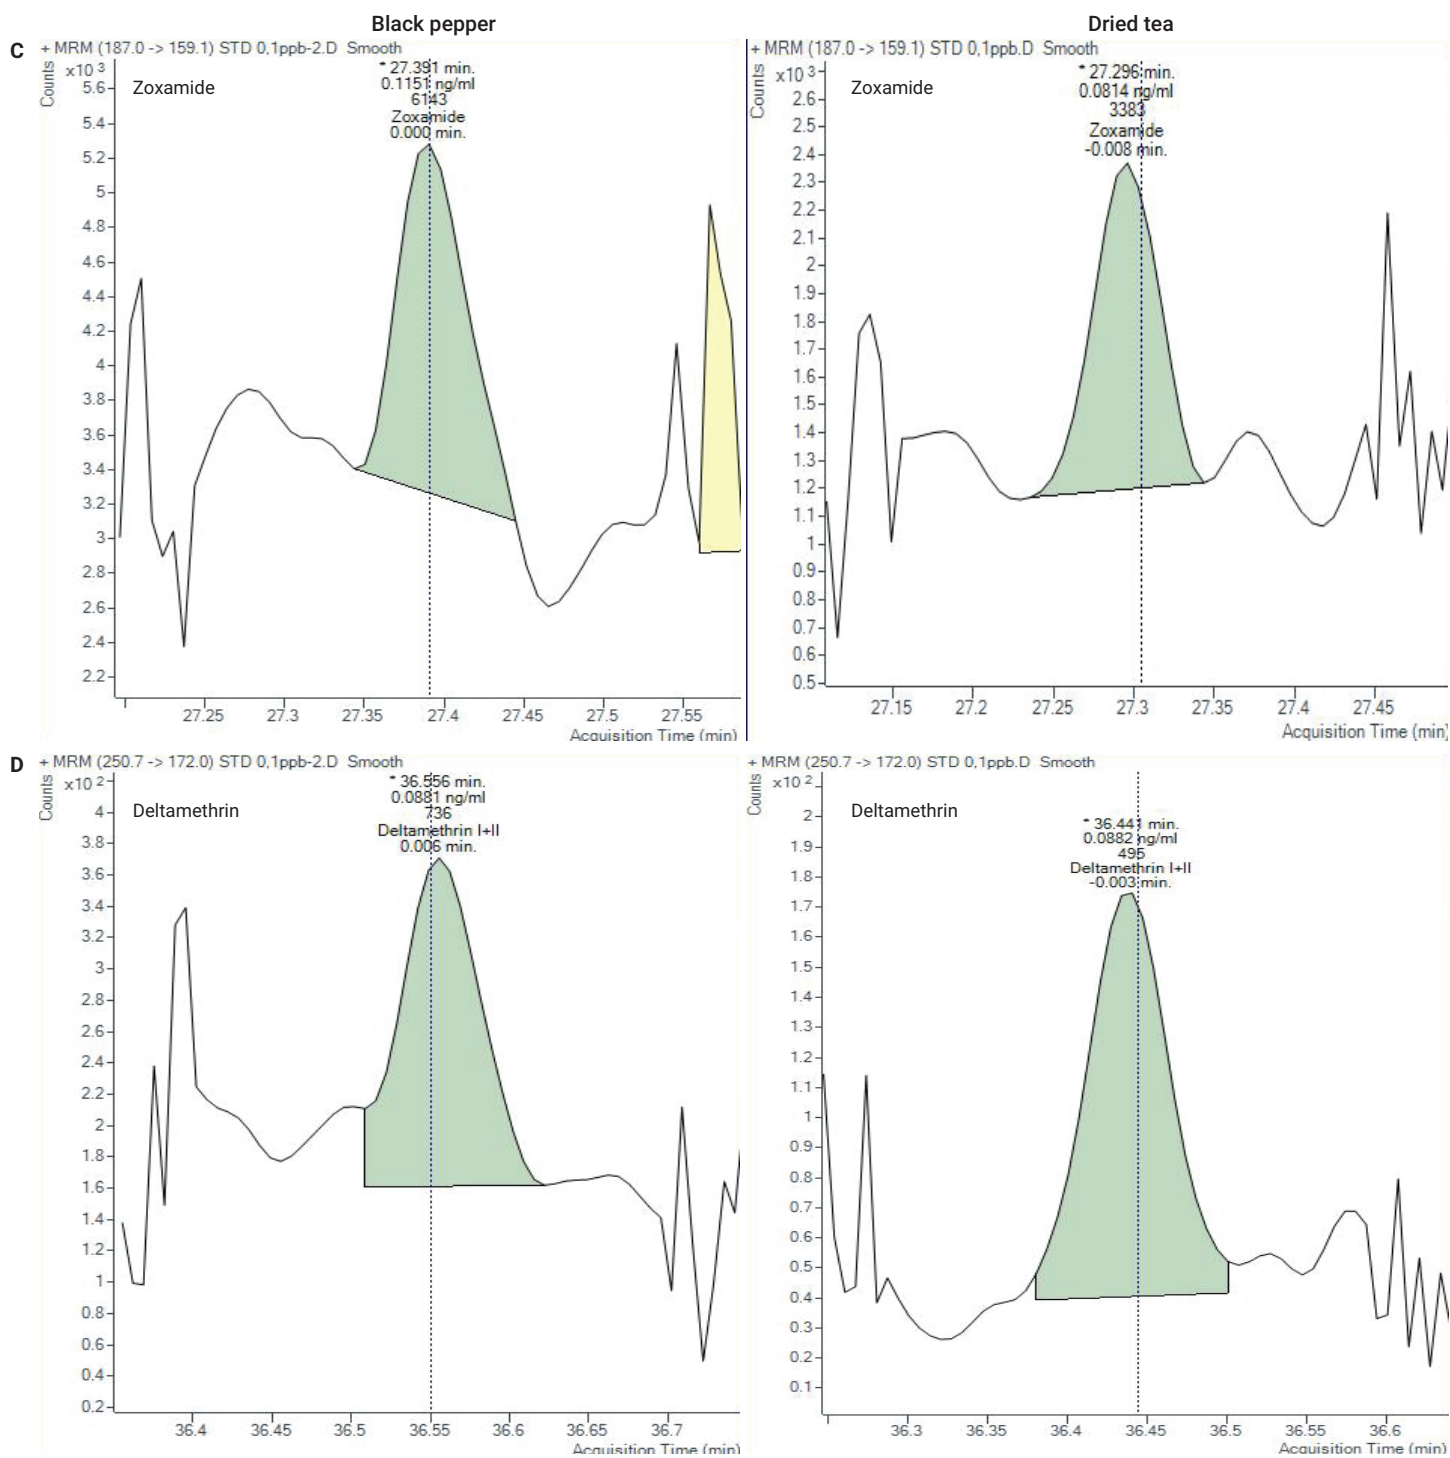 Black pepper
Dried tea
C
+ MRM (187.0 -> 159.1) STD 0,1ppb-2.D Smooth
Counts
x10 3
Zoxamide
* 27.391 min.
0.1151 ng/ml
6143
Zoxamide
0.000 min.
5.6
5.4
5.2
5
4.8
4.6
4.4
4.2
4
3.8
3.6
3.4
3.2
3
2.8
2.6
2.4
2.2
27.25 27.3 27.35 27.4 27.45 27.5 27.55
Acquisition Time (min)
+ MRM (187.0 -> 159.1) STD 0,1ppb.D Smooth
Counts
x10 3
Zoxamide
* 27.296 min.
0.0814 ng/ml
3383
Zoxamide
-0.008 min.
2.6
2.5
2.4
2.3
2.2
2.1
2
1.9
1.8
1.7
1.6
1.5
1.4
1.3
1.2
1.1
1
0.9
0.8
0.7
0.6
0.5
27.15 27.2 27.25 27.3 27.35 27.4 27.45
Acquisition Time (min)
D
+ MRM (250.7 -> 172.0) STD 0,1ppb-2.D Smooth
Counts
x10 2
Deltamethrin
* 36.556 min.
0.0881 ng/ml
736
Deltamethrin I+II
0.006 min.
4
3.8
3.6
3.4
3.2
3
2.8
2.6
2.4
2.2
2
1.8
1.6
1.4
1.2
1
0.8
0.6
0.4
0.2
36.4 36.45 36.5 36.55 36.6 36.65 36.7
Acquisition Time (min)
+ MRM (250.7 -> 172.0) STD 0,1ppb.D Smooth
Counts
x10 2
Deltamethrin
* 36.441 min.
0.0882 ng/ml
495
Deltamethrin I+II
-0.003 min.
2
1.9
1.8
1.7
1.6
1.5
1.4
1.3
1.2
1.1
1
0.9
0.8
0.7
0.6
0.5
0.4
0.3
0.2
0.1
36.3 36.35 36.4 36.45 36.5 36.55 36.6
Acquisition Time (min)